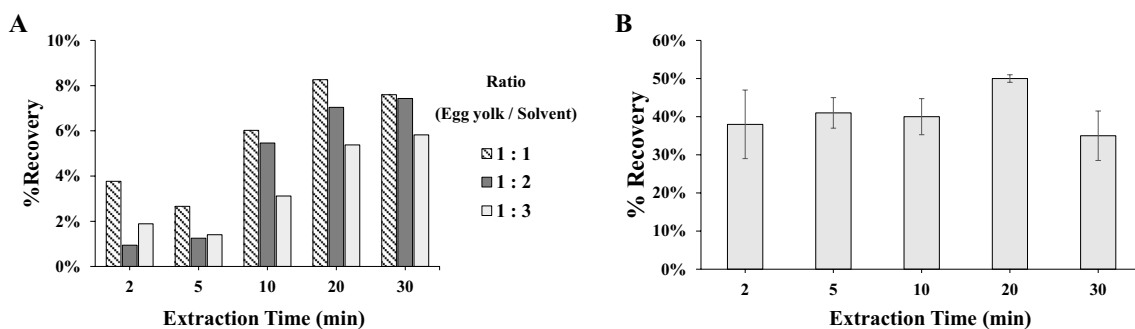 A
%Recovery
10%
8%
6%
4%
2%
0%
2 5 10 20 30
Extraction Time (min)
Ratio
(Egg yolk / Solvent)
1 : 1
1 : 2
1 : 3
B
% Recovery
60%
50%
40%
30%
20%
10%
0%
2 5 10 20 30
Extraction Time (min)